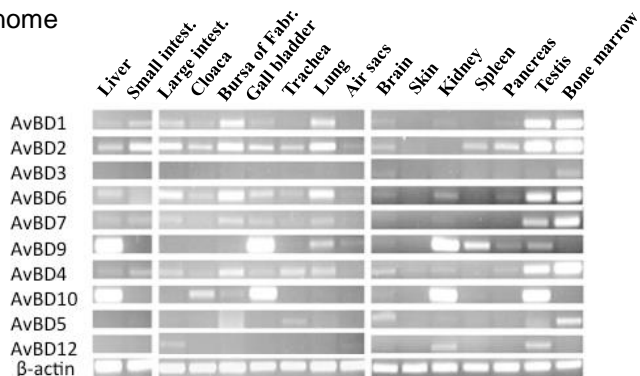 nome
Liver
Small intest.
Large intest.
Cloaca
Bursa of Fabr.
Gall bladder
Trachea
Lung
Air sacs
Brain
Skin
Kidney
Spleen
Pancreas
Testis
Bone marrow
AvBD1
AvBD2
AvBD3
AvBD6
AvBD7
AvBD9
AvBD4
AvBD10
AvBD5
AvBD12
β-actin